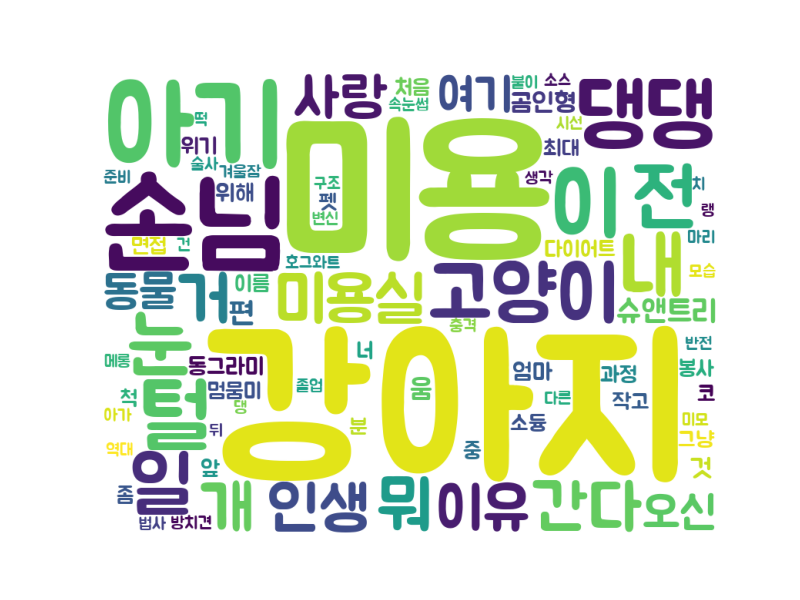 아기
사랑
처음
속눈썹
여기
붙이
소스
곰인형
댕댕
떡
위기
술사
겨울잠
준비
위해
손님
구조
펫
변신
미용
시선
최대
생각
이
전
치
랭
마리
면접
건
호그와트
다이어트
내
모습
동물
거
이름
편
미용실
고양이
슈앤트리
충격
눈
메롱
동그라미
멈뭄미
너
엄마
과정
반전
봉사
코
털
척
아가
졸업
댕
뒤
움
분
강아지
소듕
다른
작고
미모
그냥
역대
일
앞
중
것
좀
법사
방치견
개
인생
뭐
이유
간다
오신